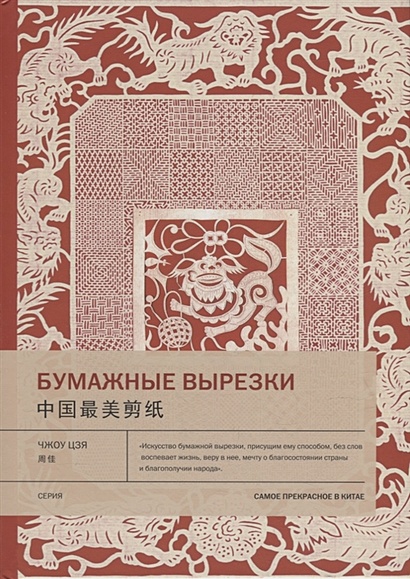 БУМАЖНЫЕ ВЫРЕЗКИ
中国最美剪纸
ЧЖОУ ЦЗЯ
周佳
«Искусство бумажной вырезки, присущим ему способом, без слов
воспевает жизнь, веру в нее, мечту о благосостоянии страны
и благополучии народа».
СЕРИЯ
САМОЕ ПРЕКРАСНОЕ В КИТАЕ